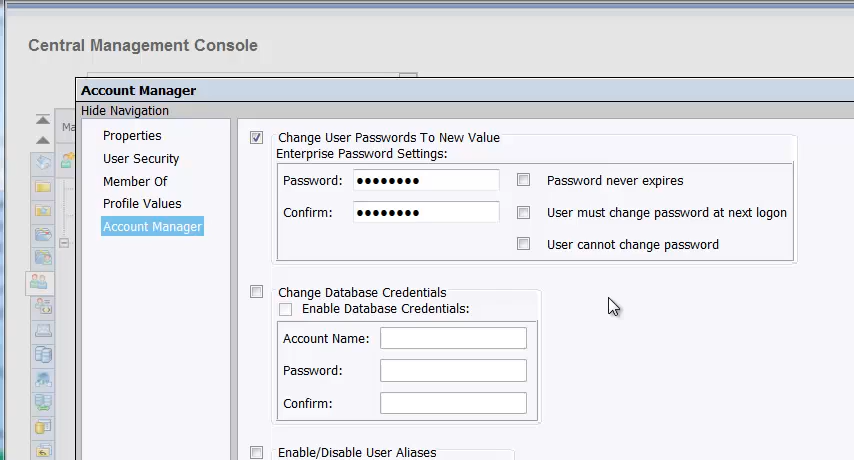 Central Management Console
Account Manager
Hide Navigation
Ma
Properties
User Security
Member Of
Profile Values
Account Manager
Change User Passwords To New Value
Enterprise Password Settings:
Password: ●●●●●●●● Password never expires
Confirm: ●●●●●●●● User must change password at next logon
User cannot change password
Change Database Credentials
Enable Database Credentials:
Account Name:
Password:
Confirm:
Enable/Disable User Aliases